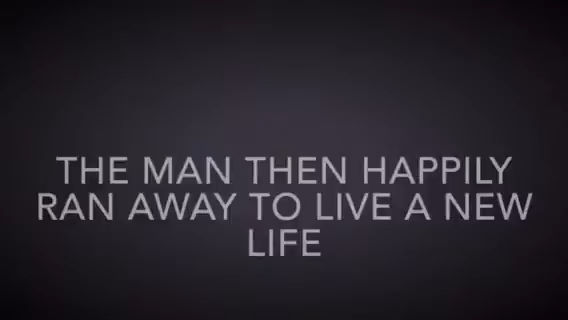 THE MAN THEN HAPPILY
RAN AWAY TO LIVE A NEW
LIFE